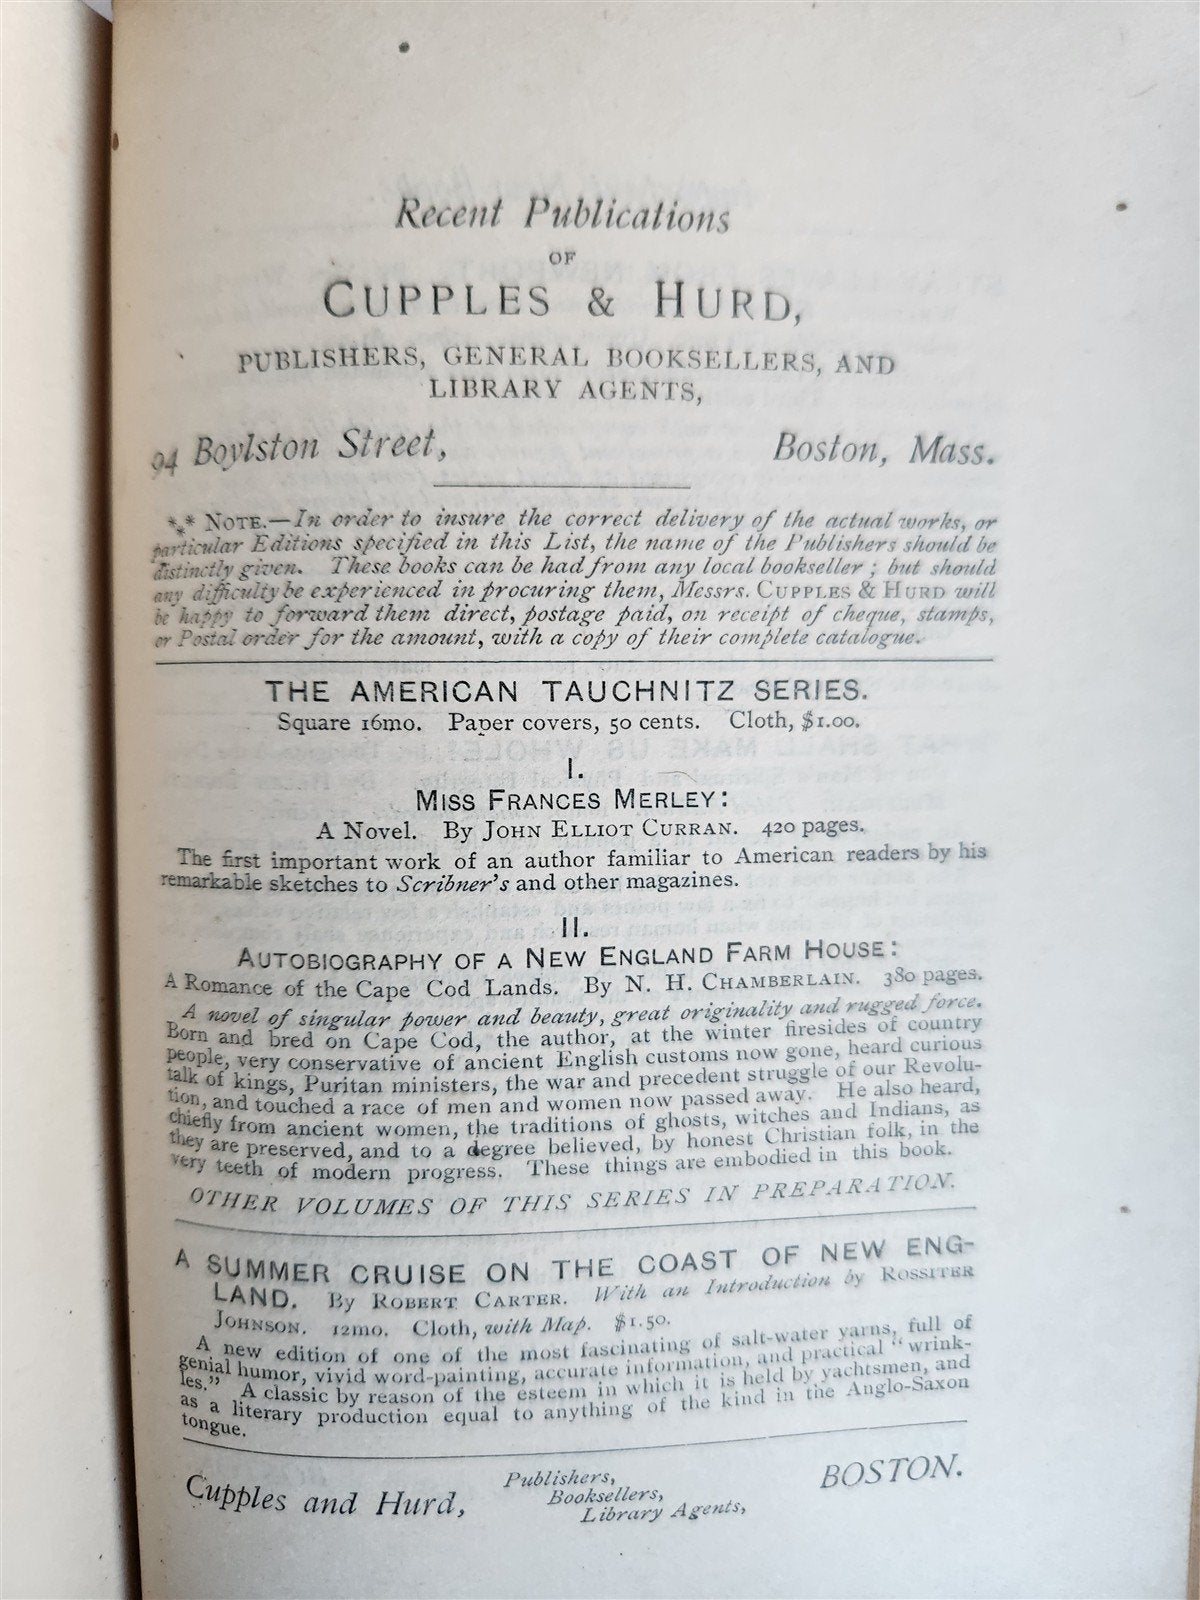 Recent Publications
OF
CUPPLES & HURD,
PUBLISHERS, GENERAL BOOKSELLERS, AND
LIBRARY AGENTS,
94 Boylston Street, Boston, Mass.
*** NOTE.—In order to insure the correct delivery of the actual works, or
particular Editions specified in this List, the name of the Publishers should be
distinctly given. These books can be had from any local bookseller; but should
any difficulty be experienced in procuring them, Messrs. CUPPLES & HURD will
be happy to forward them direct, postage paid, on receipt of cheque, stamps,
or Postal order for the amount, with a copy of their complete catalogue.
THE AMERICAN TAUCHNITZ SERIES.
Square 16mo. Paper covers, 50 cents. Cloth, $1.00.
I.
MISS FRANCES MERLEY:
A Novel. By JOHN ELLIOT CURRAN. 420 pages.
The first important work of an author familiar to American readers by his
remarkable sketches to Scribner's and other magazines.
II.
AUTOBIOGRAPHY OF A NEW ENGLAND FARM HOUSE:
A Romance of the Cape Cod Lands. By N. H. CHAMBERLAIN. 380 pages.
A novel of singular power and beauty, great originality and rugged force.
Born and bred on Cape Cod, the author, at the winter firesides of country
people, very conservative of ancient English customs now gone, heard curious
talk of kings, Puritan ministers, the war and precedent struggle of our Revolu-
tion, and touched a race of men and women now passed away. He also heard,
chiefly from ancient women, the traditions of ghosts, witches and Indians, as
they are preserved, and to a degree believed, by honest Christian folk, in the
very teeth of modern progress. These things are embodied in this book.
OTHER VOLUMES OF THIS SERIES IN PREPARATION.
A SUMMER CRUISE ON THE COAST OF NEW ENG-
LAND. By ROBERT CARTER. With an Introduction by ROSSITER
JOHNSON. 12mo. Cloth, with Map. $1.50.
A new edition of one of the most fascinating of salt-water yarns, full of
genial humor, vivid word-painting, accurate information, and practical "wrink-
les." A classic by reason of the esteem in which it is held by yachtsmen, and
as a literary production equal to anything of the kind in the Anglo-Saxon
tongue.
Cupples and Hurd, Publishers, BOSTON.
Booksellers,
Library Agents,